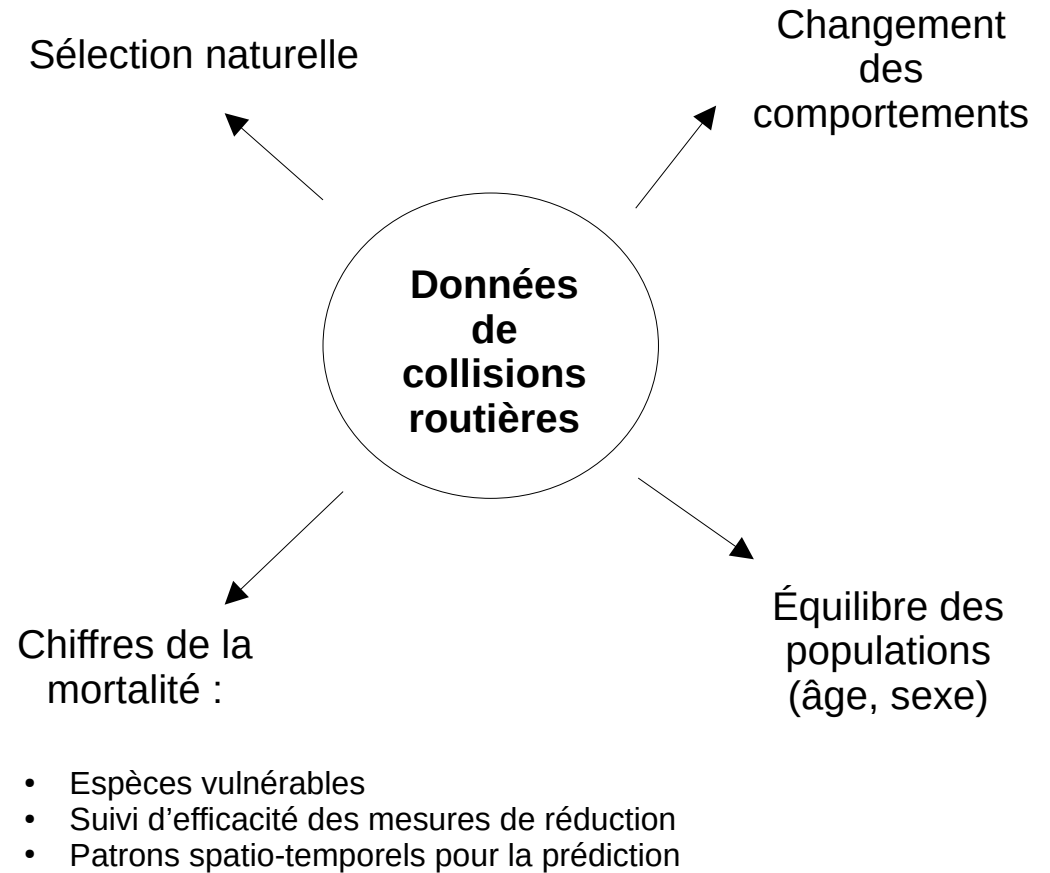 Sélection naturelle
Changement
des
comportements
Données
de
collisions
routières
Chiffres de la
mortalité :
Équilibre des
populations
(âge, sexe)
• Espèces vulnérables
• Suivi d’efficacité des mesures de réduction
• Patrons spatio-temporels pour la prédiction